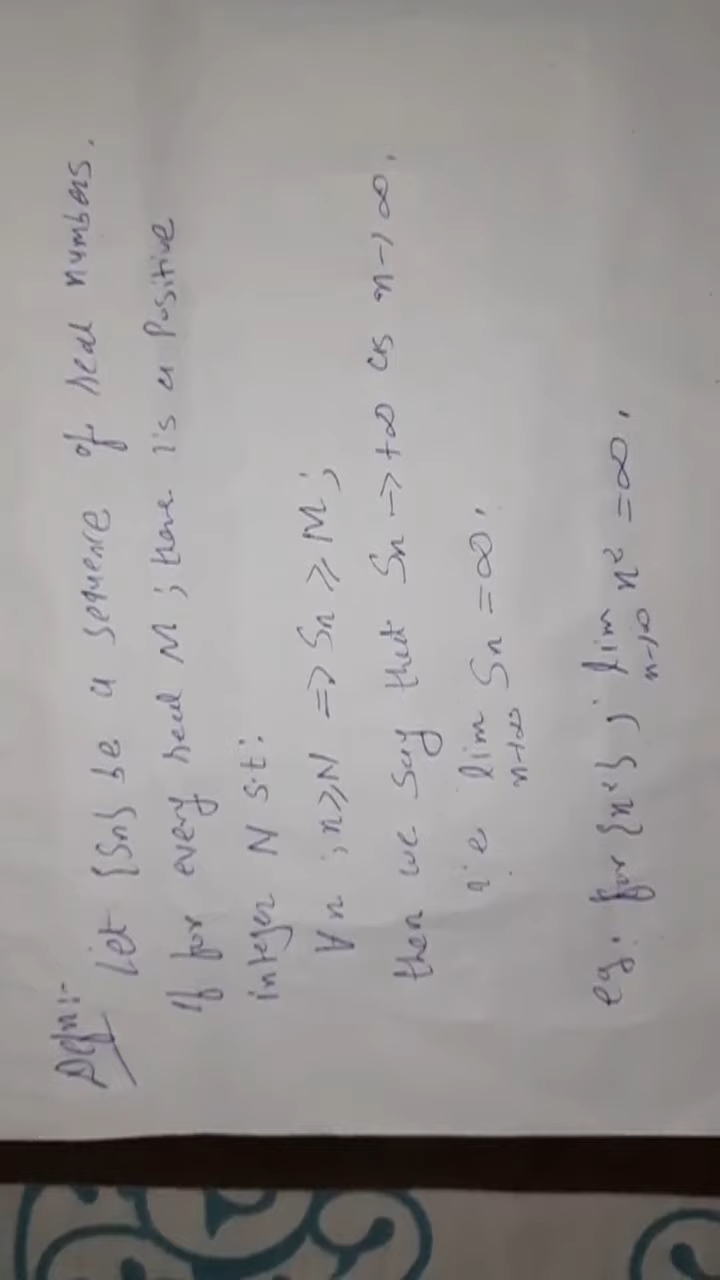 Defn:-
Let {Sn} be a sequence of real numbers.
If for every real M ; there is a Positive
integer N s.t.
∀ n ; n ≥ N ⇒ Sn ≥ M ;
then we say that Sn → +∞ as n → ∞.
i.e lim Sn = ∞.
n→∞
eg. for {n²} ; lim n² = ∞.
n→∞